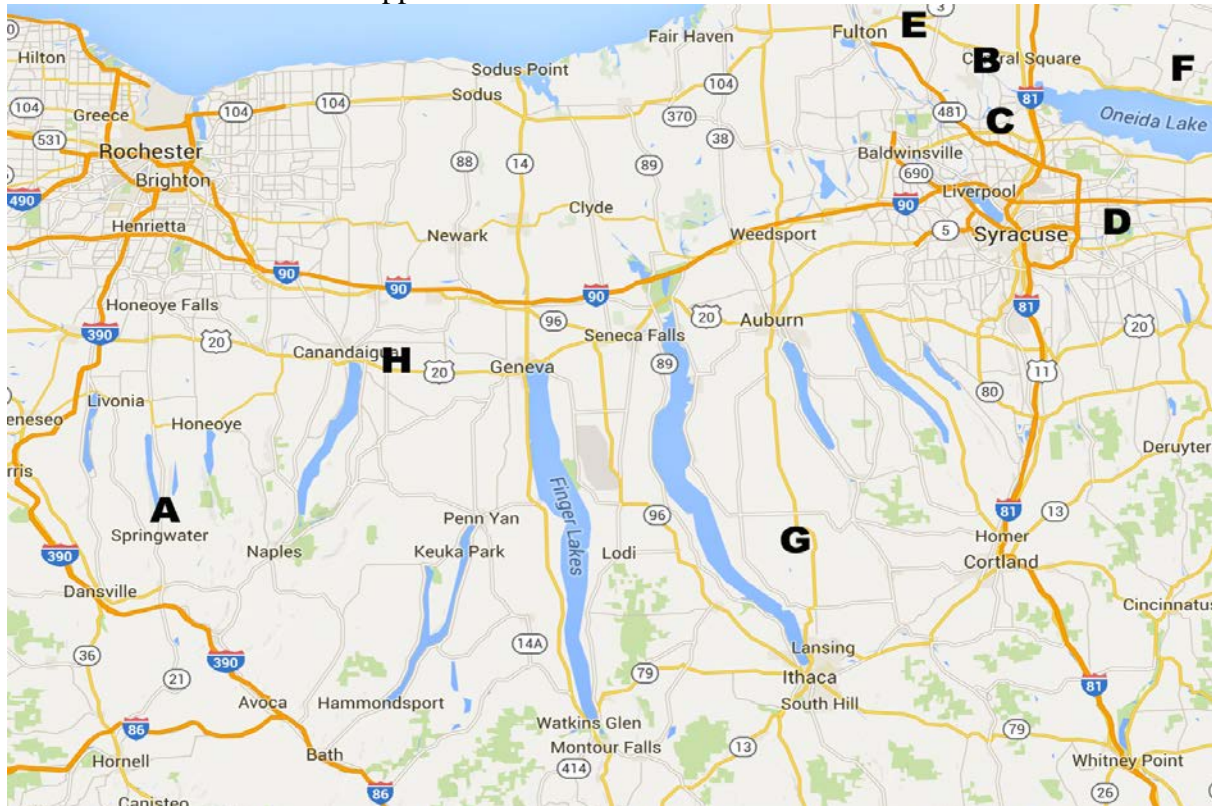 3
E
Fair Haven
Fulton
Hilton
B
Central Square
F
Sodus Point
104
Sodus
104
81
104
104
Greece
370
481
C
Oneida Lake
531
38
Rochester
88
14
89
Baldwinsville
Brighton
690
Liverpool
490
90
Clyde
D
Henrietta
5
Syracuse
Newark
Weedsport
90
90
90
81
Honeoye Falls
96
Seneca Falls
20
Auburn
20
390
20
Canandaigua
H
20
Geneva
89
11
80
Livonia
Honeoye
Deruyter
81
13
A
96
Penn Yan
G
Homer
Springwater
Finger Lakes
390
Naples
Keuka Park
Lodi
Cortland
Dansville
Cincinnatus
14A
Lansing
36
390
79
Ithaca
21
81
Avoca
Hammondsport
South Hill
86
Watkins Glen
79
Bath
Montour Falls
13
Hornell
414
Whitney Point
86
26
Canisteo